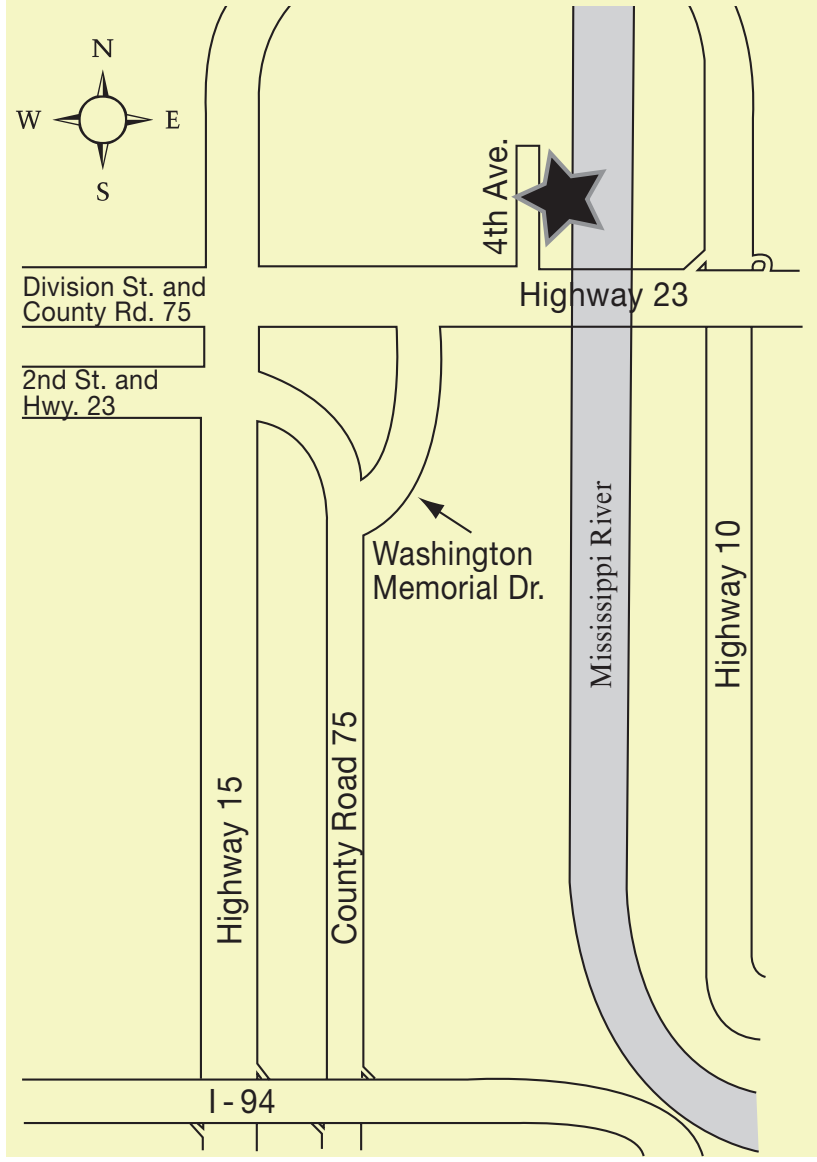 N
W
E
S
4th Ave.
Division St. and
County Rd. 75
Highway 23
2nd St. and
Hwy. 23
Washington
Memorial Dr.
Mississippi River
Highway 10
County Road 75
Highway 15
I - 94